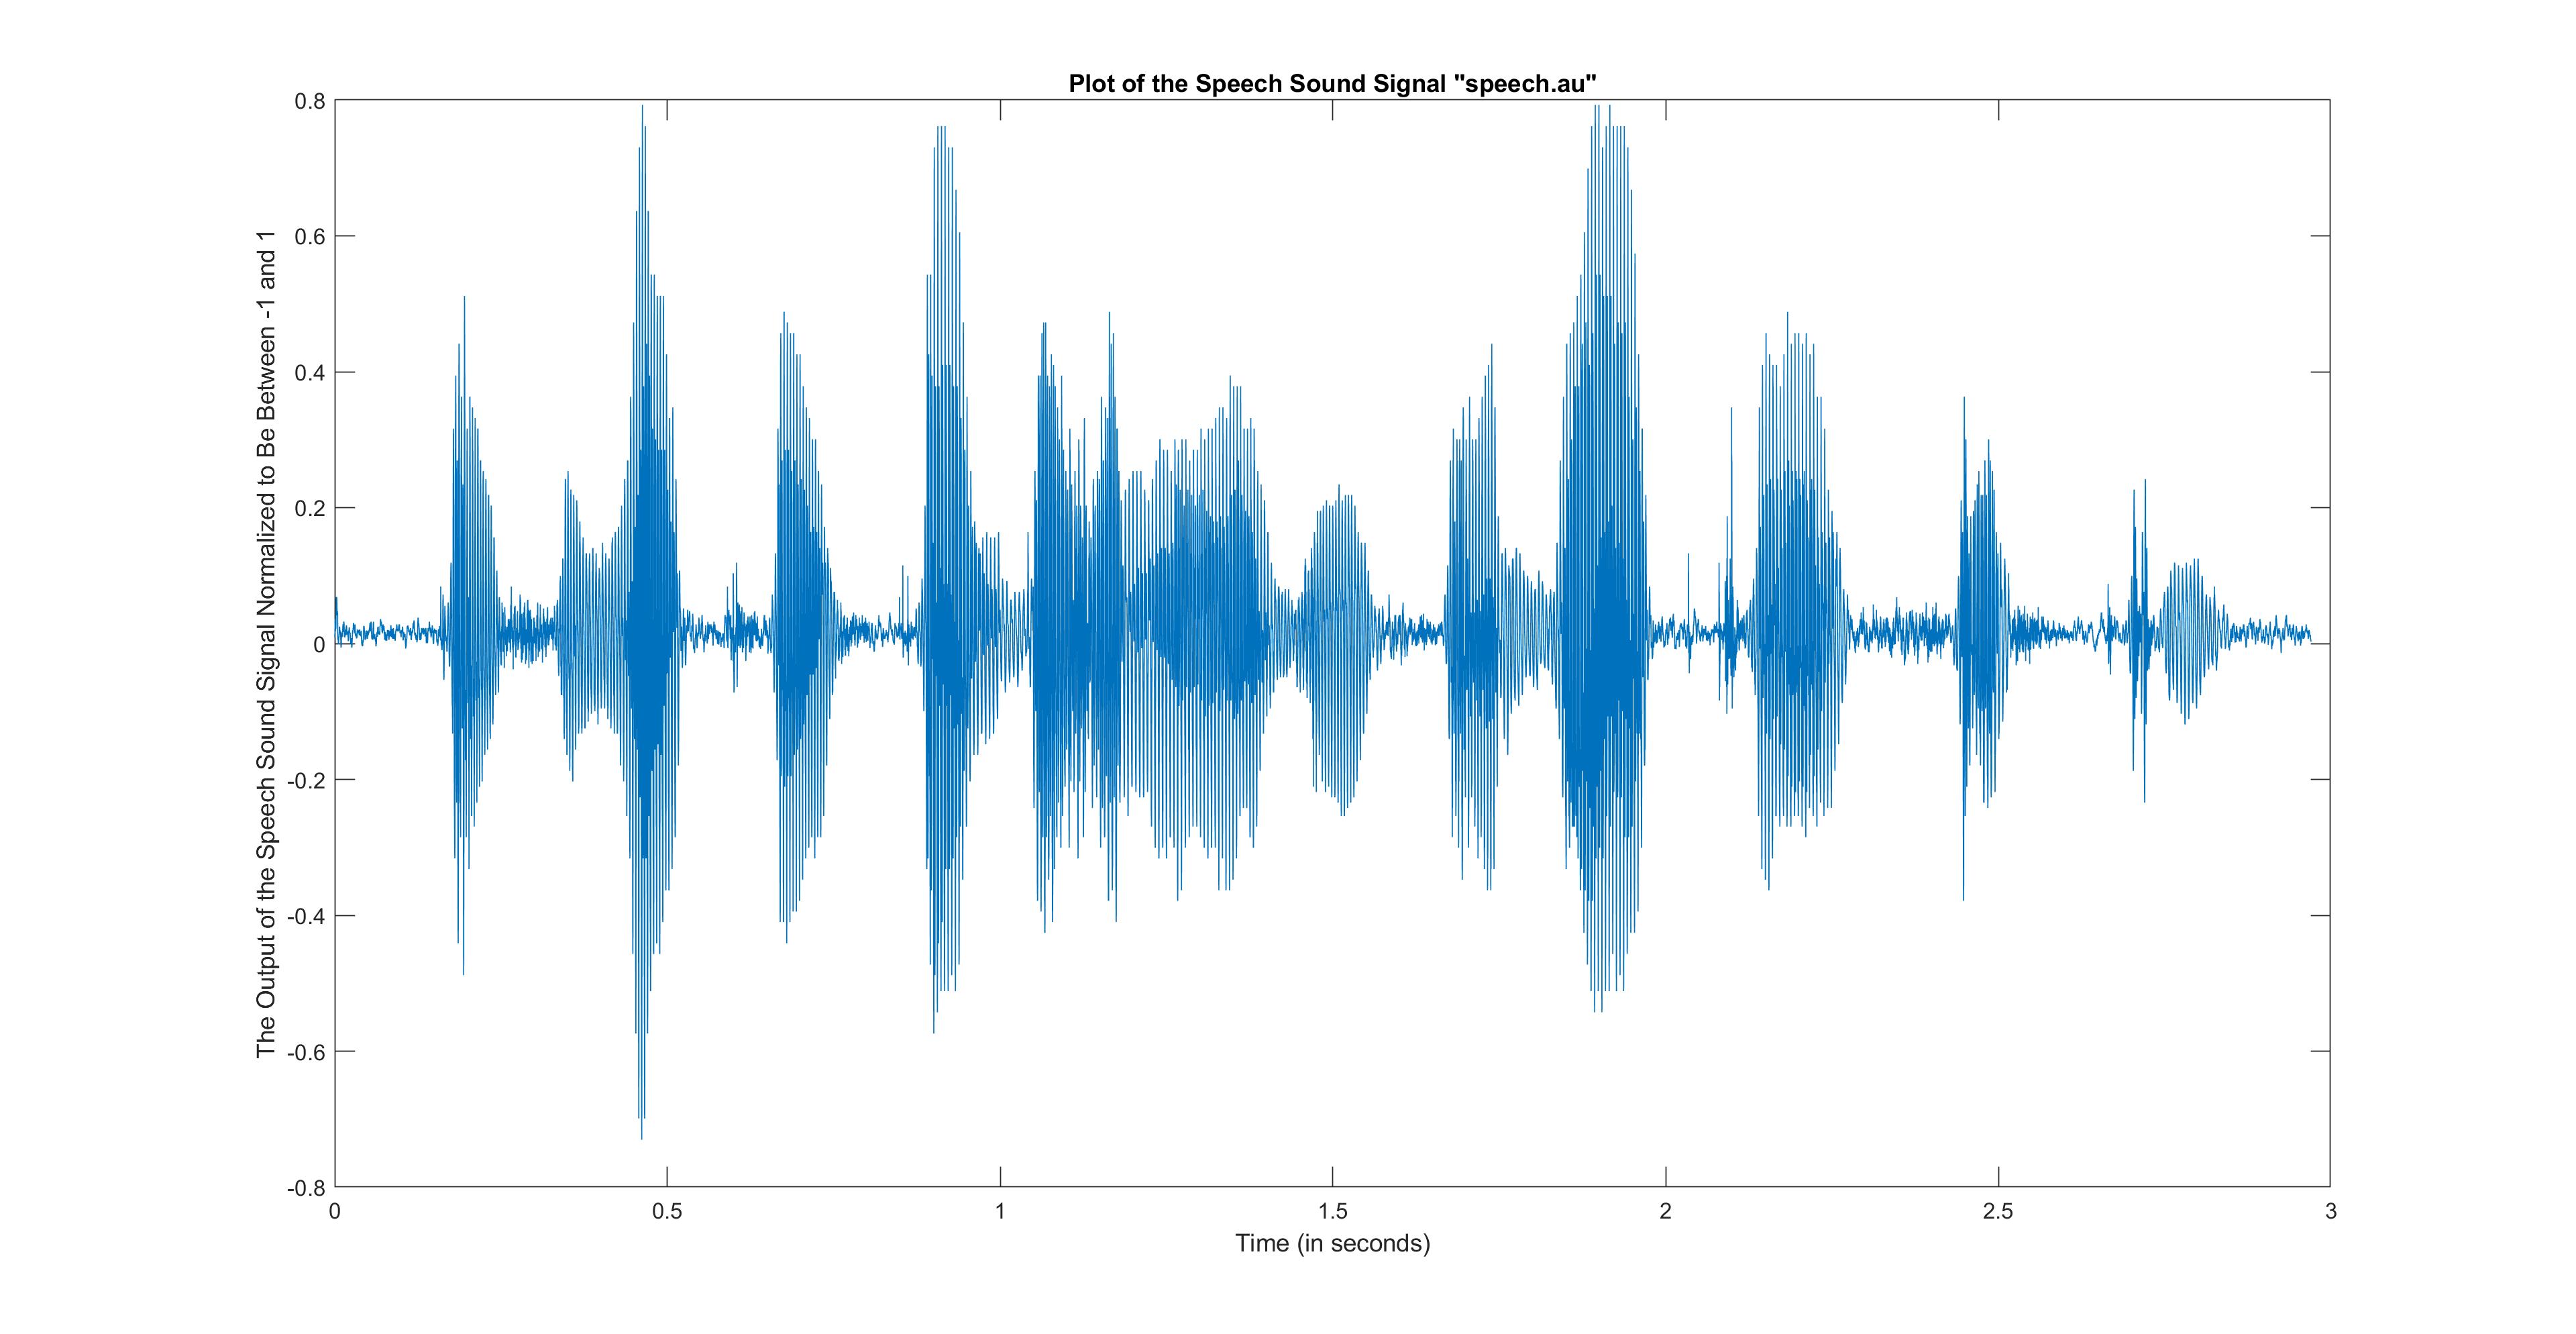 Plot of the Speech Sound Signal "speech.au"
The Output of the Speech Sound Signal Normalized to Be Between -1 and 1
0.8
0.6
0.4
0.2
0
-0.2
-0.4
-0.6
-0.8
0 0.5 1 1.5 2 2.5 3
Time (in seconds)